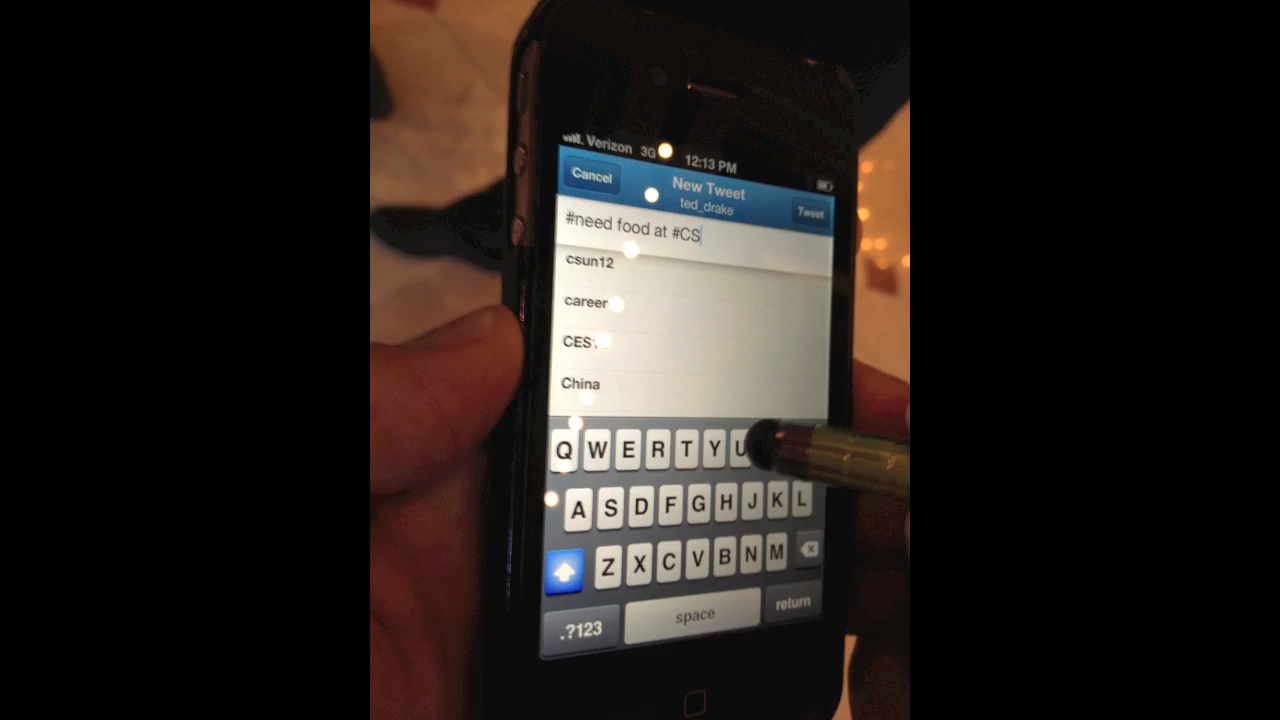 Verizon 3G 12:13 PM
Cancel New Tweet Tweet
ted_drake
#need food at #CS
csun12
career
China
Q W E R T Y U
A S D F G H J K L
Z X C V B N M
.?123 space return